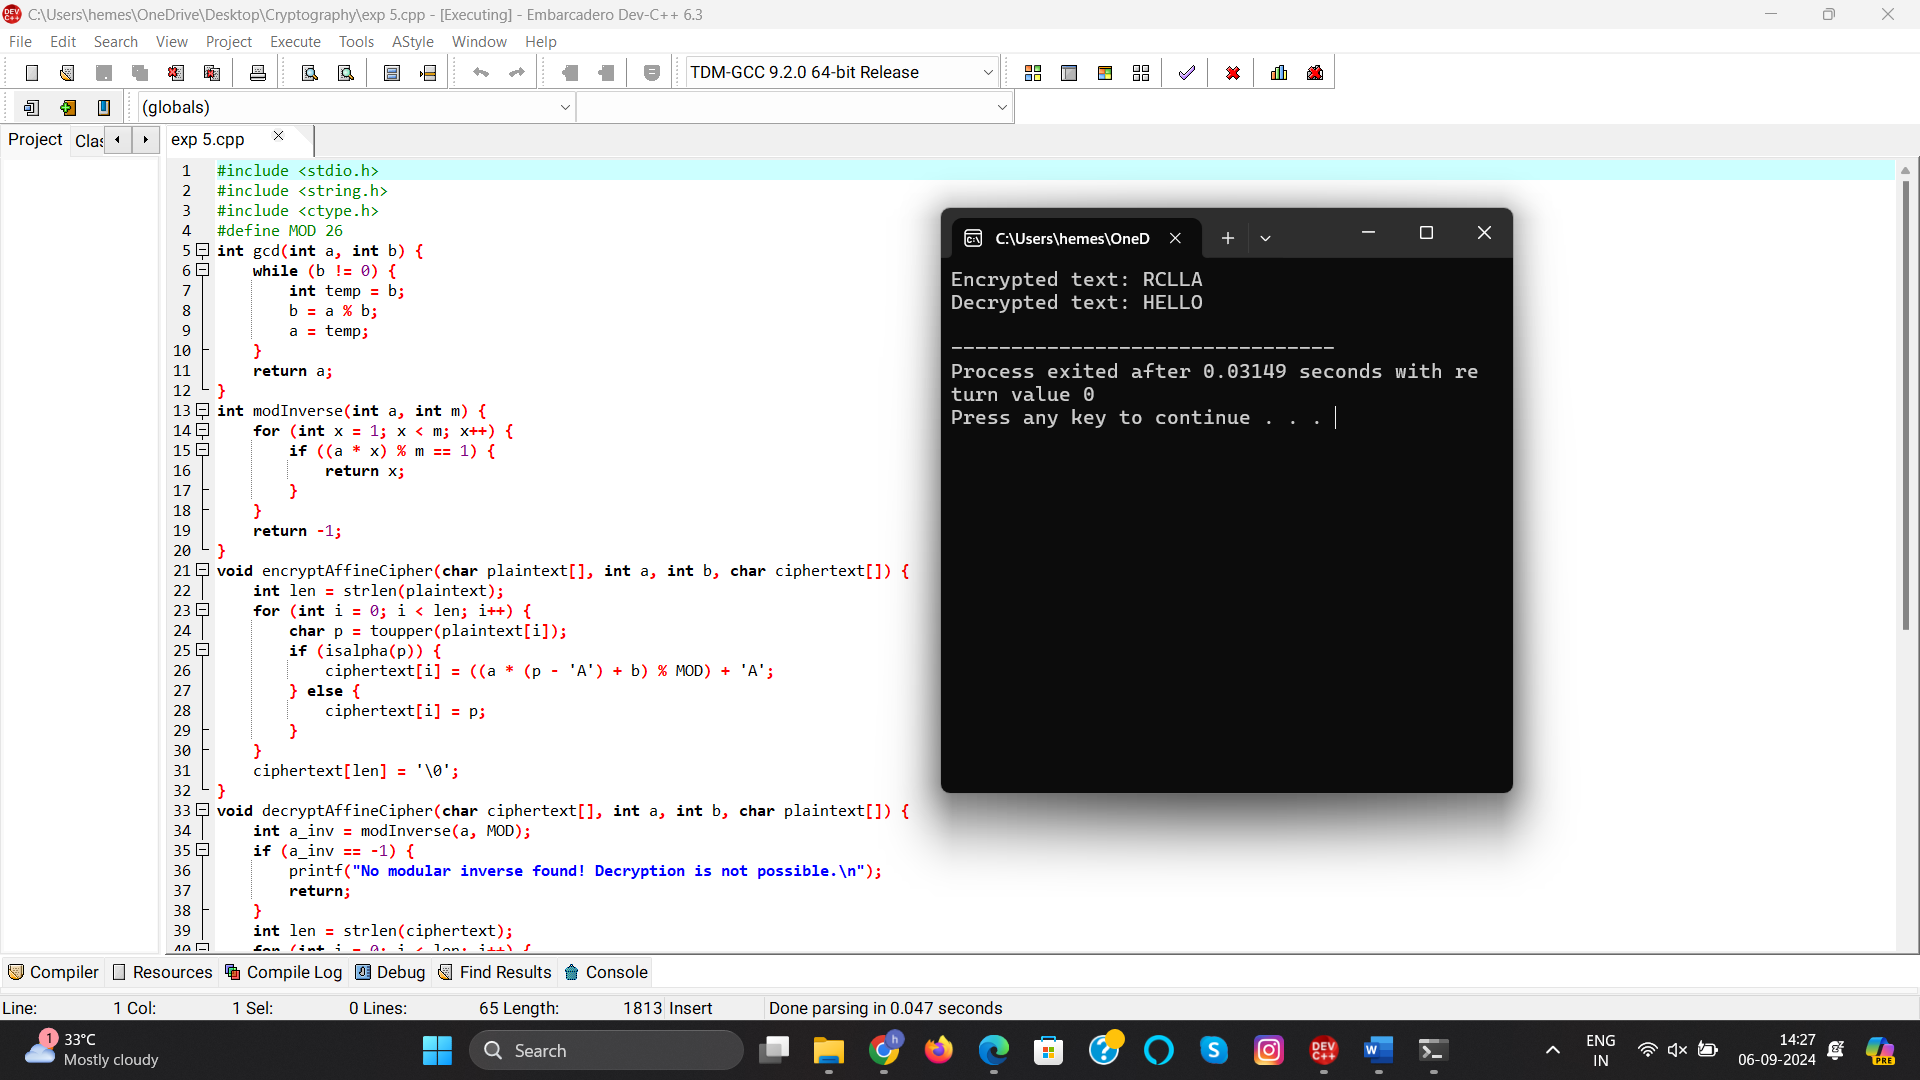 C:\Users\hemes\OneDrive\Desktop\Cryptography\exp 5.cpp - [Executing] - Embarcadero Dev-C++ 6.3
File Edit Search View Project Execute Tools AStyle Window Help
TDM-GCC 9.2.0 64-bit Release
(globals)
Project Clas
exp 5.cpp
1 #include <stdio.h>
2 #include <string.h>
3 #include <ctype.h>
4 #define MOD 26
5 int gcd(int a, int b) {
6 while (b != 0) {
7 int temp = b;
8 b = a % b;
9 a = temp;
10 }
11 return a;
12 }
13 int modInverse(int a, int m) {
14 for (int x = 1; x < m; x++) {
15 if ((a * x) % m == 1) {
16 return x;
17 }
18 }
19 return -1;
20 }
21 void encryptAffineCipher(char plaintext[], int a, int b, char ciphertext[]) {
22 int len = strlen(plaintext);
23 for (int i = 0; i < len; i++) {
24 char p = toupper(plaintext[i]);
25 if (isalpha(p)) {
26 ciphertext[i] = ((a * (p - 'A') + b) % MOD) + 'A';
27 } else {
28 ciphertext[i] = p;
29 }
30 }
31 ciphertext[len] = '\0';
32 }
33 void decryptAffineCipher(char ciphertext[], int a, int b, char plaintext[]) {
34 int a_inv = modInverse(a, MOD);
35 if (a_inv == -1) {
36 printf("No modular inverse found! Decryption is not possible.\n");
37 return;
38 }
39 int len = strlen(ciphertext);
40 for (int i = 0; i < len; i++) {
C:\Users\hemes\OneD
Encrypted text: RCLLA
Decrypted text: HELLO
--------------------------------
Process exited after 0.03149 seconds with re
turn value 0
Press any key to continue . . .
Compiler Resources Compile Log Debug Find Results Console
Line: 1 Col: 1 Sel: 0 Lines: 65 Length: 1813 Insert Done parsing in 0.047 seconds
1
33°C
Mostly cloudy
Search
h
DEV C++
W
ENG
IN
14:27
06-09-2024
PRE